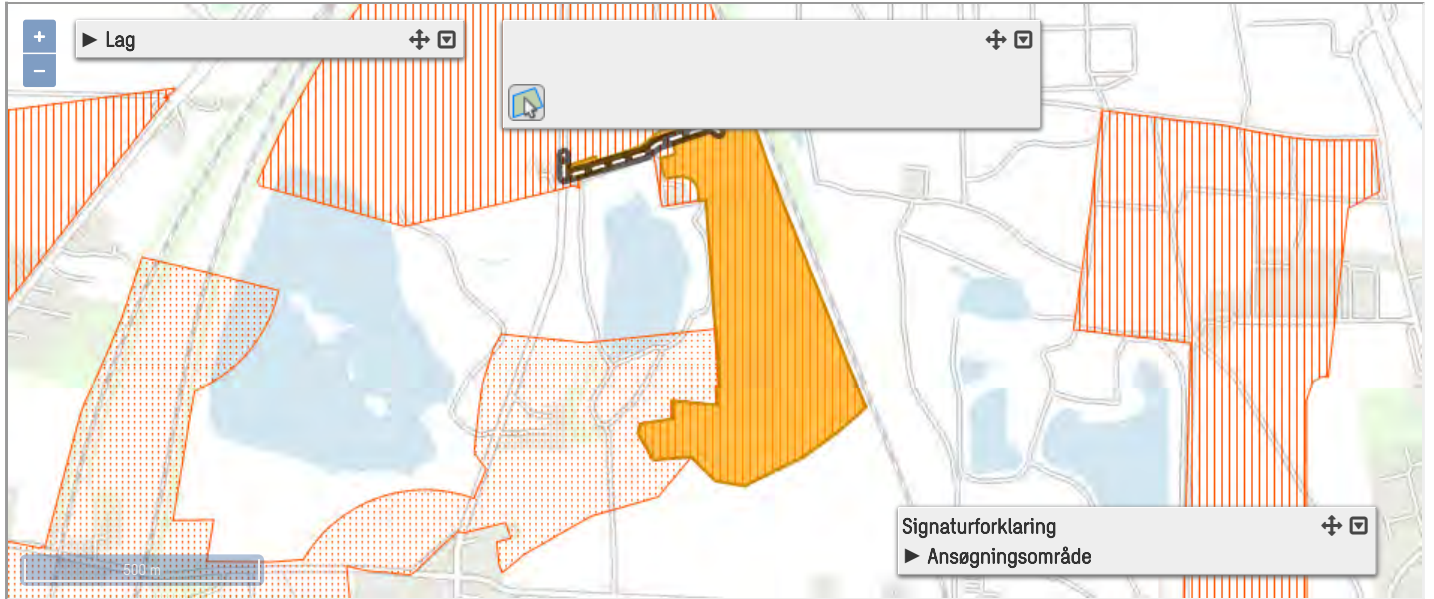 +
−
▶ Lag
500 m
Signaturforklaring
▶ Ansøgningsområde